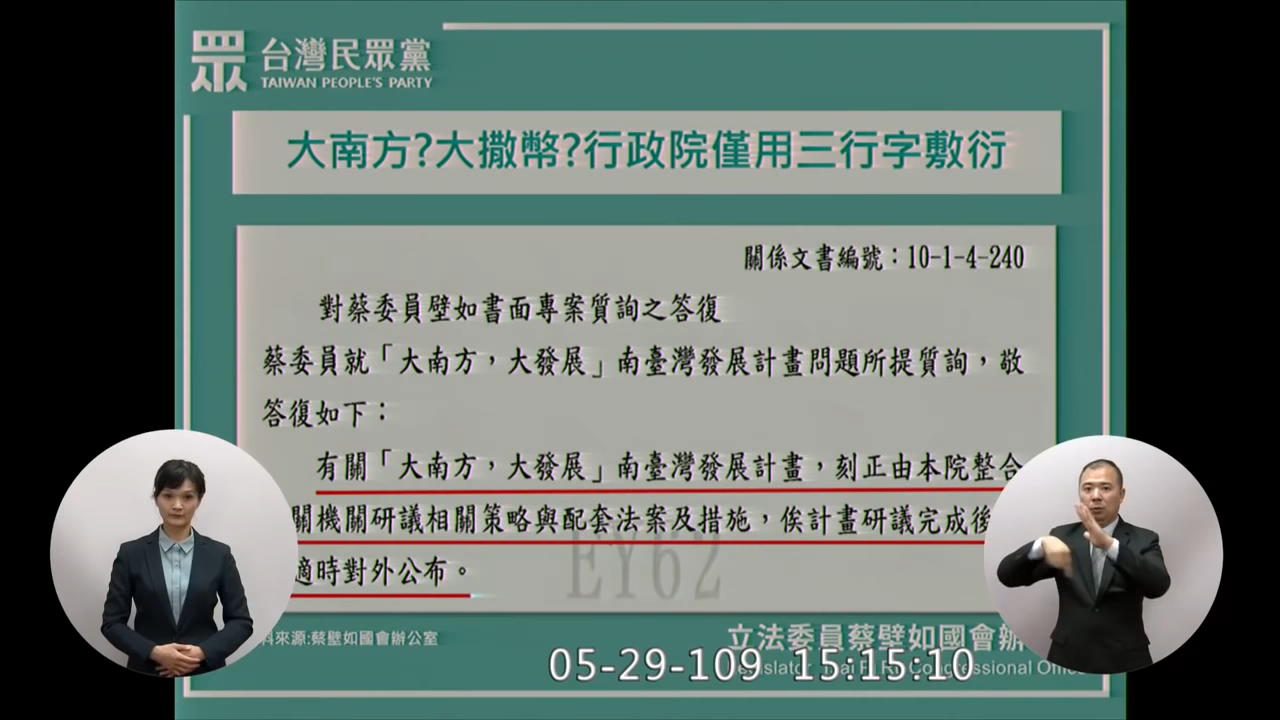 眾 台灣民眾黨
TAIWAN PEOPLE'S PARTY
大南方?大撒幣?行政院僅用三行字敷衍
關係文書編號：10-1-4-240
對蔡委員壁如書面專案質詢之答復
蔡委員就「大南方，大發展」南臺灣發展計畫問題所提質詢，敬
答復如下：
有關「大南方，大發展」南臺灣發展計畫，刻正由本院整合
關機關研議相關策略與配套法案及措施，俟計畫研議完成後
適時對外公布。
EY62
料來源:蔡壁如國會辦公室
立法委員蔡壁如國會辦
05-29-109 15:15:10
Congressional